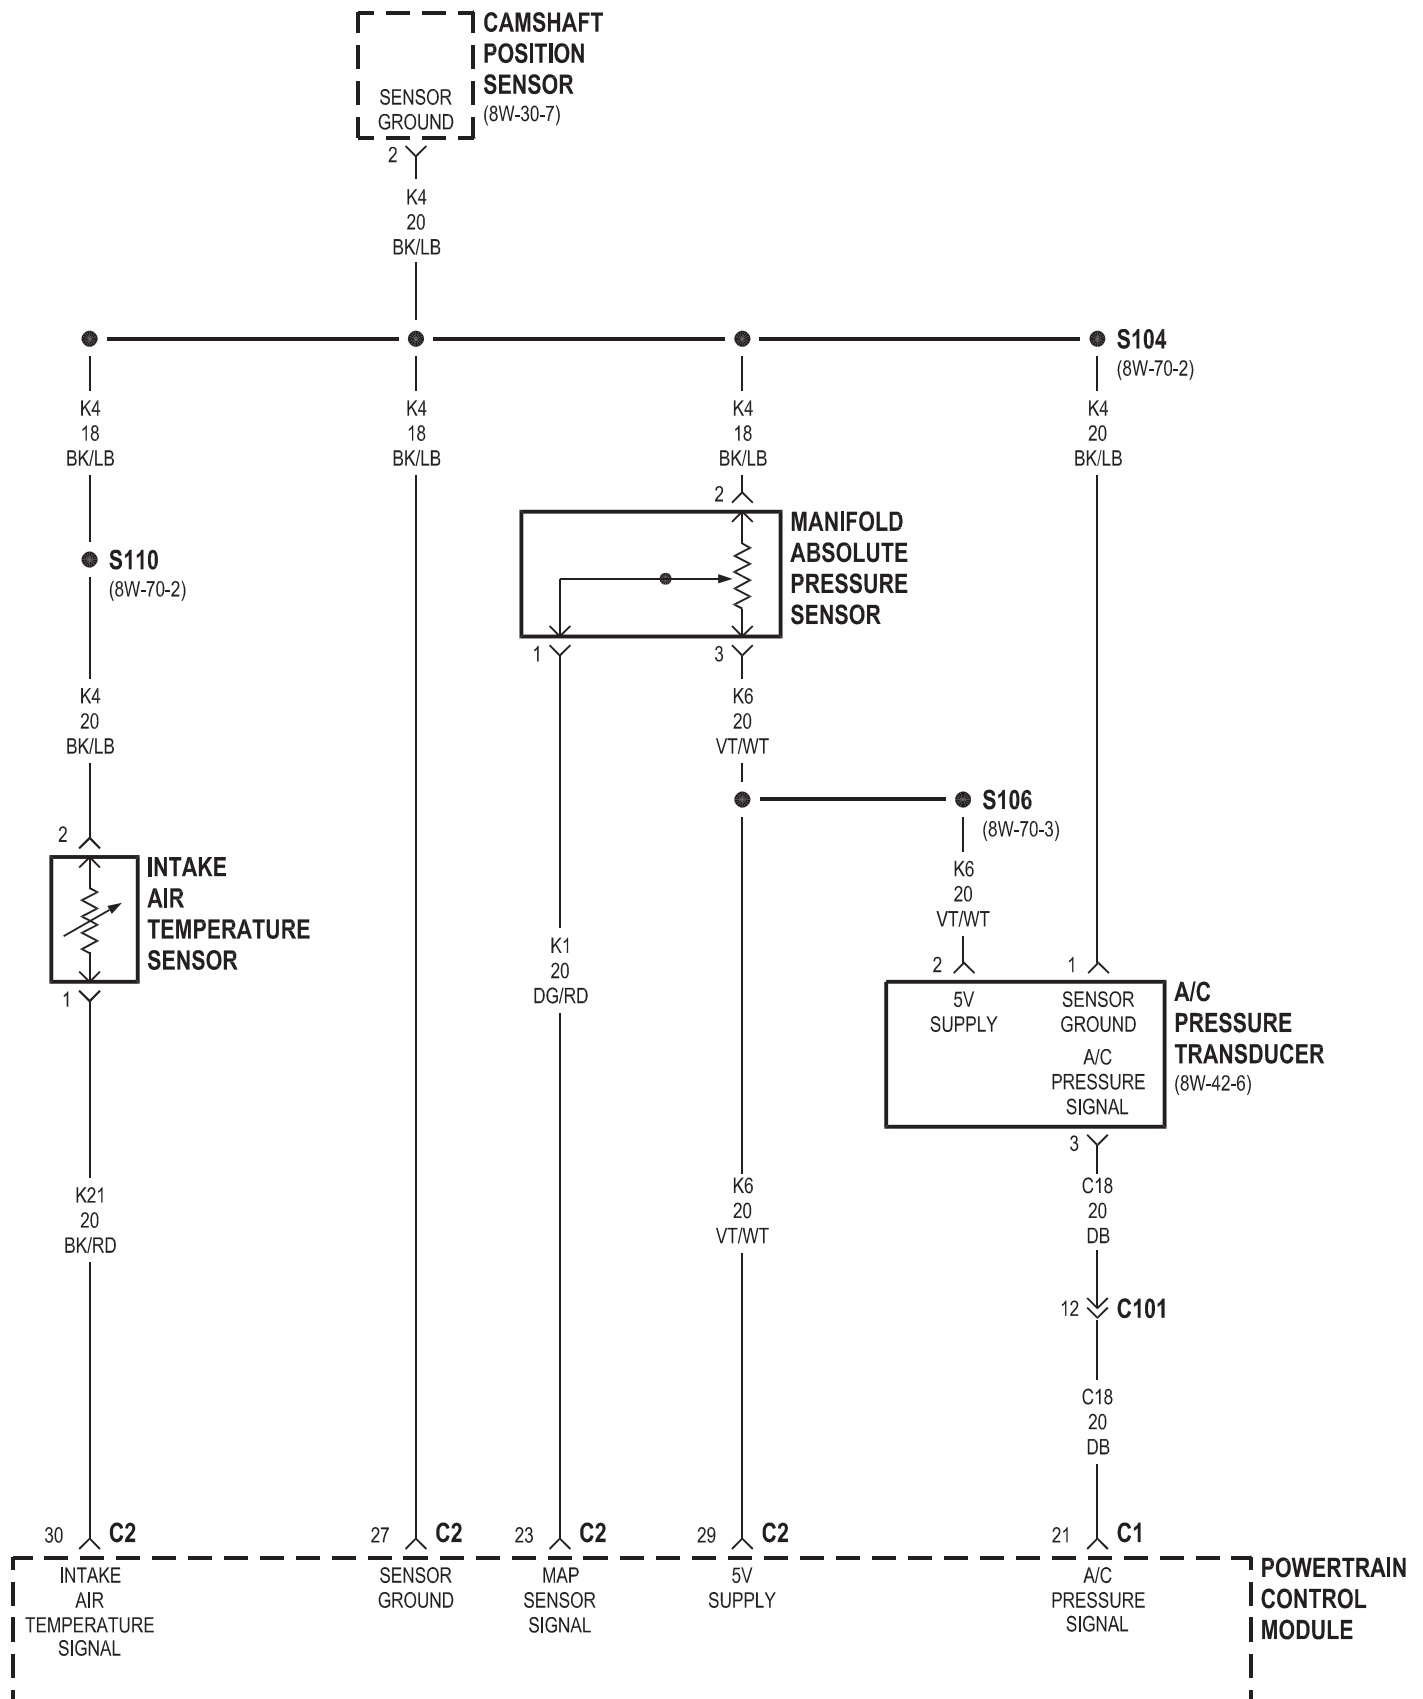 CAMSHAFT
POSITION
SENSOR
(8W-30-7)
SENSOR
GROUND
2
K4
20
BK/LB
S104
(8W-70-2)
K4
18
BK/LB
K4
18
BK/LB
K4
18
BK/LB
K4
20
BK/LB
S110
(8W-70-2)
2
MANIFOLD
ABSOLUTE
PRESSURE
SENSOR
1
3
K4
20
BK/LB
K6
20
VT/WT
S106
(8W-70-3)
2
INTAKE
AIR
TEMPERATURE
SENSOR
1
K6
20
VT/WT
K1
20
DG/RD
2
1
5V
SUPPLY
SENSOR
GROUND
A/C
PRESSURE
SIGNAL
A/C
PRESSURE
TRANSDUCER
(8W-42-6)
3
K21
20
BK/RD
K6
20
VT/WT
C18
20
DB
12 C101
C18
20
DB
30 C2
27 C2
23 C2
29 C2
21 C1
INTAKE
AIR
TEMPERATURE
SIGNAL
SENSOR
GROUND
MAP
SENSOR
SIGNAL
5V
SUPPLY
A/C
PRESSURE
SIGNAL
POWERTRAIN
CONTROL
MODULE